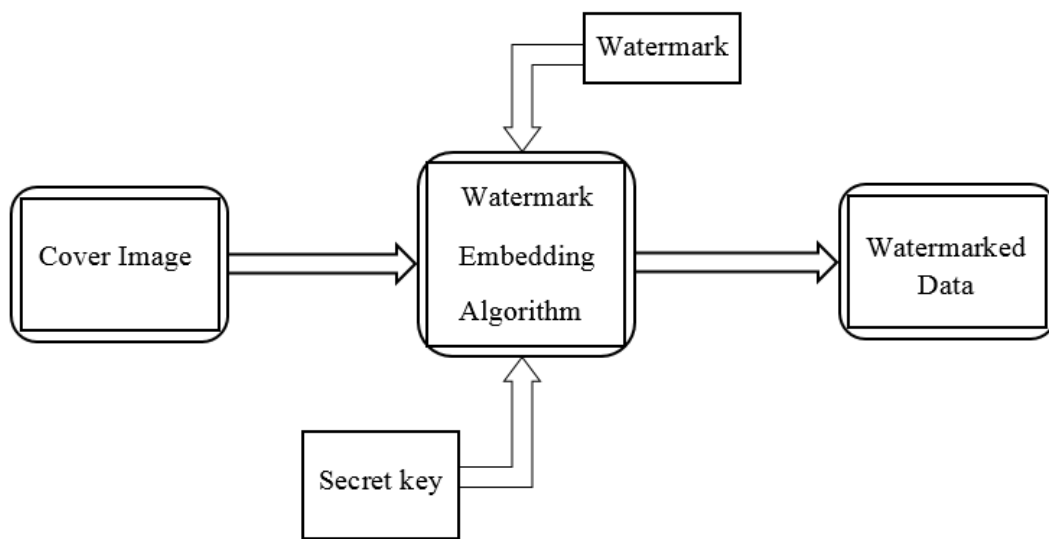 Watermark
Cover Image
Watermark
Embedding
Algorithm
Watermarked
Data
Secret key